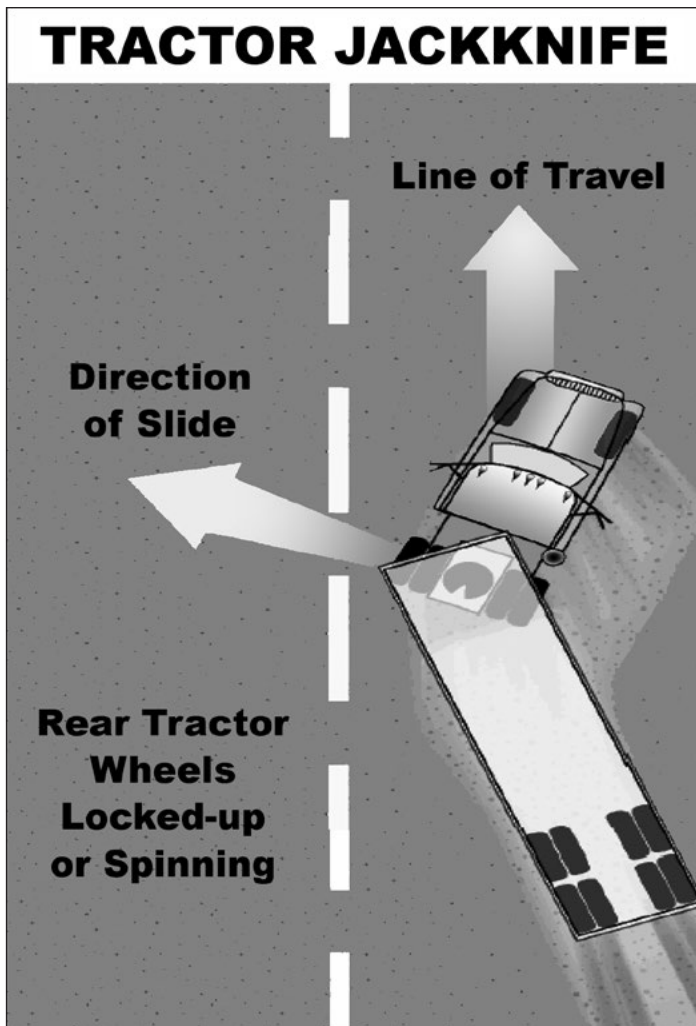 TRACTOR JACKKNIFE
Line of Travel
Direction
of Slide
Rear Tractor
Wheels
Locked-up
or Spinning